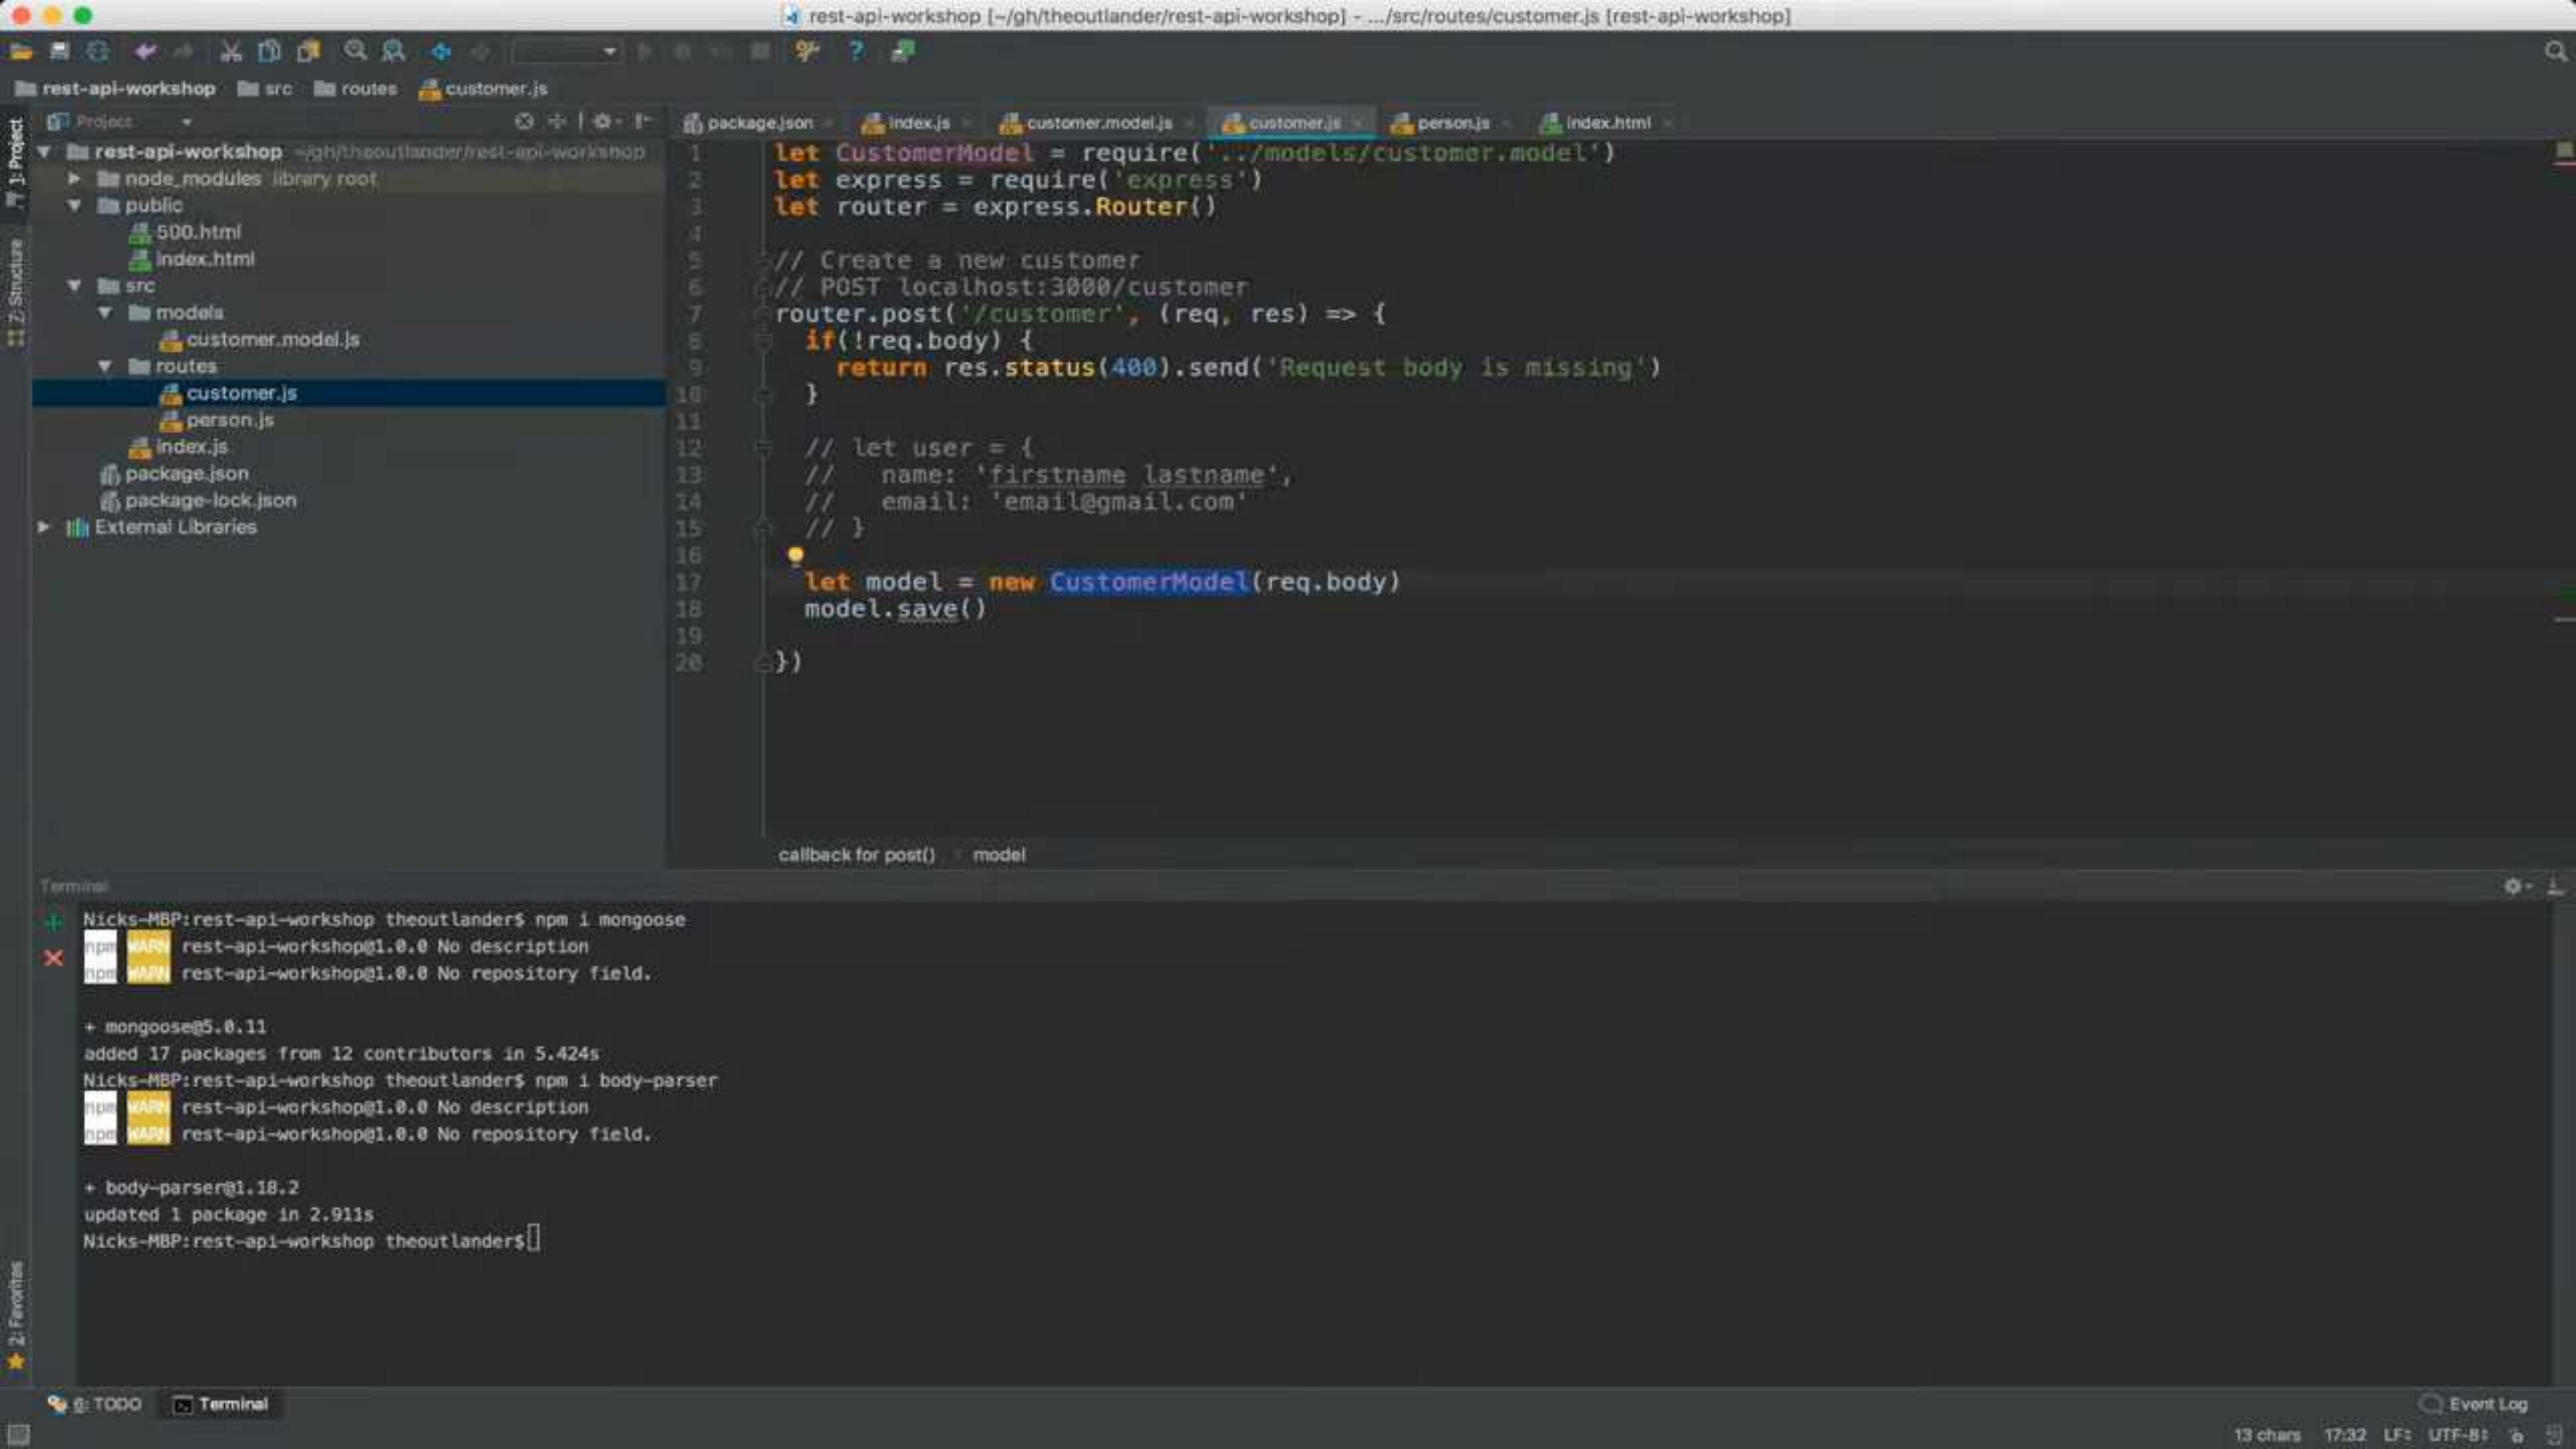 rest-api-workshop [~/gh/theoutlander/rest-api-workshop] - .../src/routes/customer.js [rest-api-workshop]
rest-api-workshop src routes customer.js
1: Project
Project
package.json index.js customer.model.js customer.js person.js index.html
rest-api-workshop ~/gh/theoutlander/rest-api-workshop
node_modules library root
public
500.html
index.html
src
models
customer.model.js
routes
customer.js
person.js
index.js
package.json
package-lock.json
External Libraries
7: Structure
1 let CustomerModel = require('../models/customer.model')
2 let express = require('express')
3 let router = express.Router()
4
5 // Create a new customer
6 // POST localhost:3000/customer
7 router.post('/customer', (req, res) => {
8 if(!req.body) {
9 return res.status(400).send('Request body is missing')
10 }
11
12 // let user = {
13 // name: 'firstname lastname',
14 // email: 'email@gmail.com'
15 // }
16
17 let model = new CustomerModel(req.body)
18 model.save()
19
20 })
callback for post() model
Terminal
Nicks-MBP:rest-api-workshop theoutlander$ npm i mongoose
npm WARN rest-api-workshop@1.0.0 No description
npm WARN rest-api-workshop@1.0.0 No repository field.
+ mongoose@5.0.11
added 17 packages from 12 contributors in 5.424s
Nicks-MBP:rest-api-workshop theoutlander$ npm i body-parser
npm WARN rest-api-workshop@1.0.0 No description
npm WARN rest-api-workshop@1.0.0 No repository field.
+ body-parser@1.18.2
updated 1 package in 2.911s
Nicks-MBP:rest-api-workshop theoutlander$
2: Favorites
6: TODO Terminal Event Log
13 chars 17:32 LF UTF-8